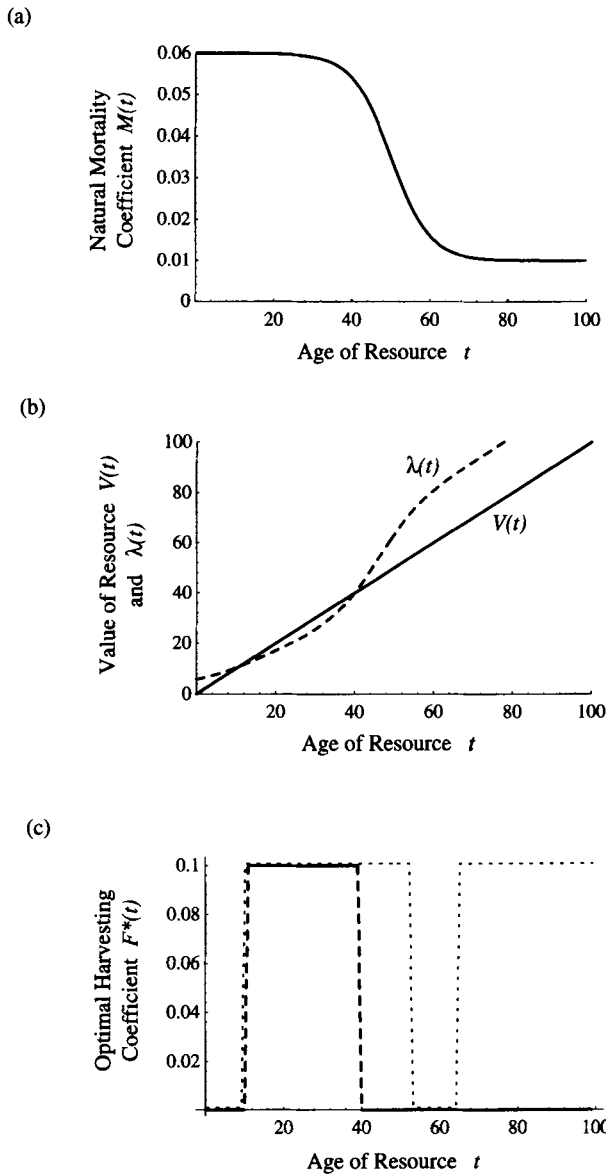 (a)
Natural Mortality
Coefficient M(t)
0.06
0.05
0.04
0.03
0.02
0.01
0
20
40
60
80
100
Age of Resource t
(b)
Value of Resource V(t)
and λ(t)
100
80
60
40
20
0
λ(t)
V(t)
20
40
60
80
100
Age of Resource t
(c)
Optimal Harvesting
Coefficient F*(t)
0.1
0.08
0.06
0.04
0.02
20
40
60
80
100
Age of Resource t